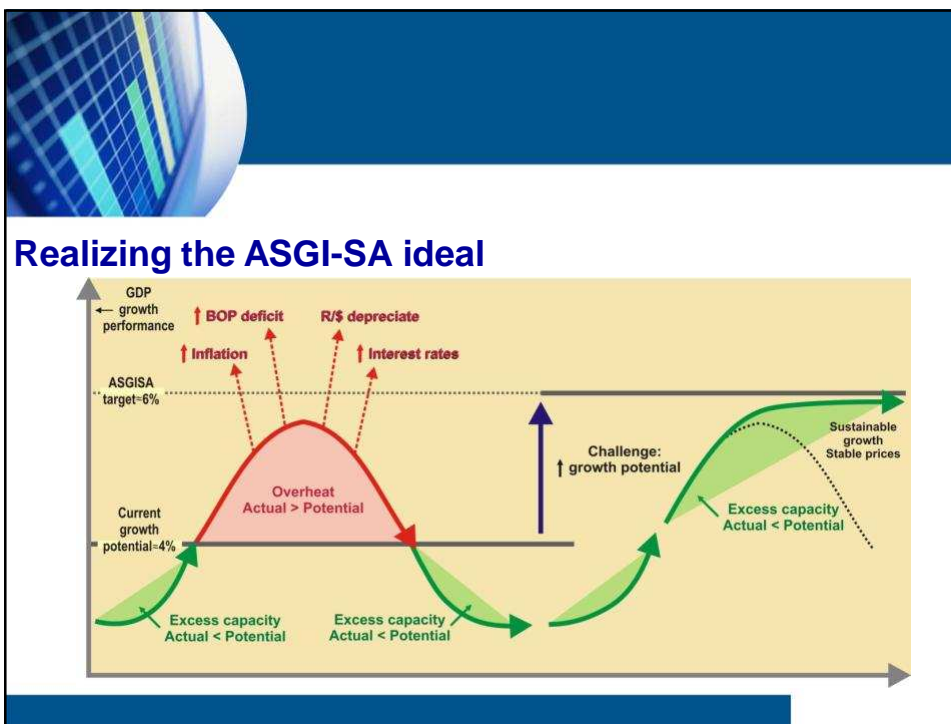 Realizing the ASGI-SA ideal
GDP
← growth
performance
↑ BOP deficit
R/$ depreciate
↑ Inflation
↑ Interest rates
ASGISA
target=6%
Challenge:
↑ growth potential
Sustainable
growth
Stable prices
Overheat
Actual > Potential
Excess capacity
Actual < Potential
Current
growth
potential=4%
Excess capacity
Actual < Potential
Excess capacity
Actual < Potential